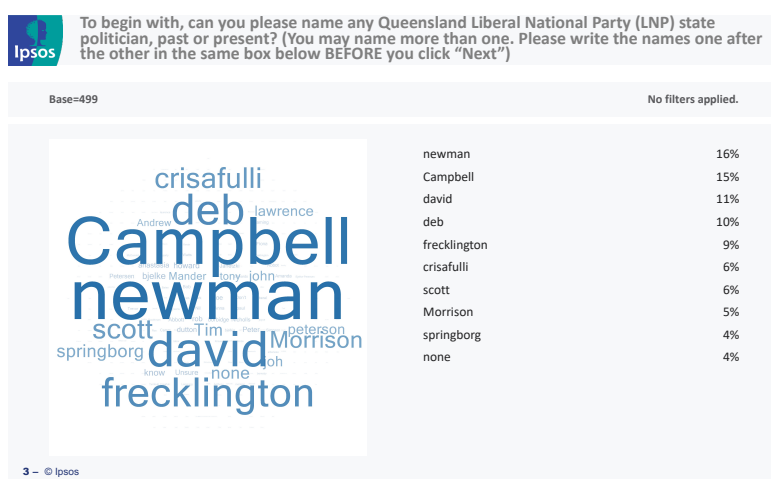 Ipsos
To begin with, can you please name any Queensland Liberal National Party (LNP) state
politician, past or present? (You may name more than one. Please write the names one after
the other in the same box below BEFORE you click “Next”)
Base=499
No filters applied.
crisafulli
deb
lawrence
Andrew
Campbell
howard
Petersen bjelke Mander tony john
newman
scott
dutton Tim Peter peterson
Morrison
springborg
david
joh
know Unsure none
frecklington
newman 16%
Campbell 15%
david 11%
deb 10%
frecklington 9%
crisafulli 6%
scott 6%
Morrison 5%
springborg 4%
none 4%
3 – © Ipsos